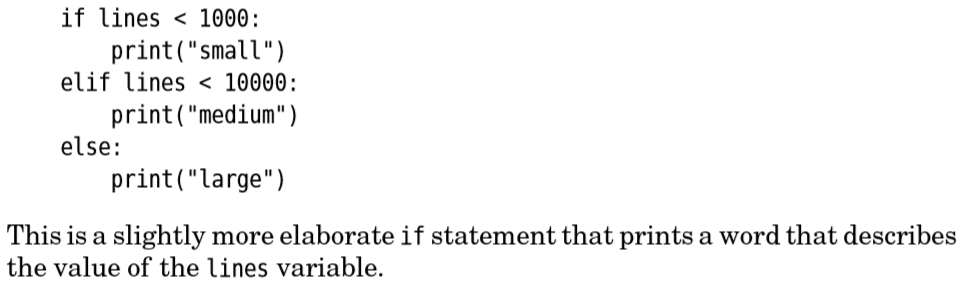 if lines < 1000:
    print("small")
elif lines < 10000:
    print("medium")
else:
    print("large")
This is a slightly more elaborate if statement that prints a word that describes
the value of the lines variable.